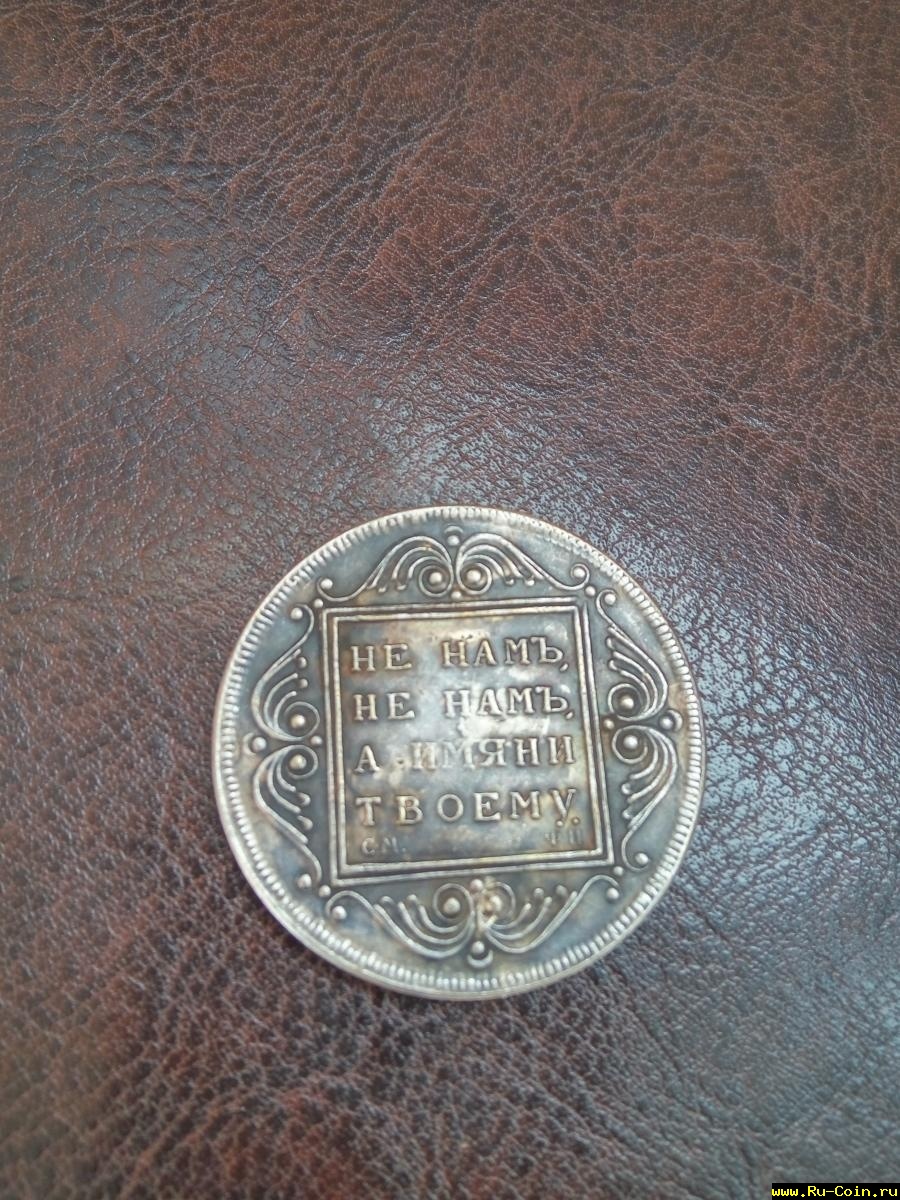 НЕ НАМЪ,
НЕ НАМЪ,
А ИМЯНИ
ТВОЕМУ.
С.М.
www.Ru-Coin.ru